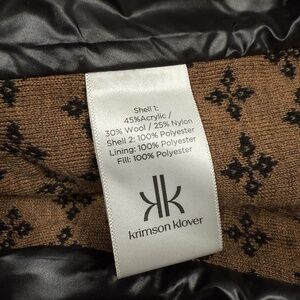 Shell 1:
45%Acrylic /
30% Wool / 25% Nylon
Shell 2: 100% Polyester
Lining: 100% Polyester
Fill: 100% Polyester
krimson klover